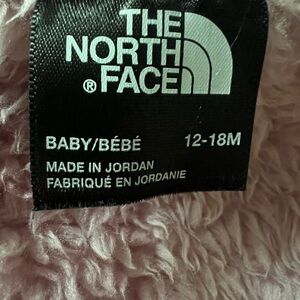 THE
NORTH
® FACE
BABY/BÉBÉ 12-18M
MADE IN JORDAN
FABRIQUÉ EN JORDANIE